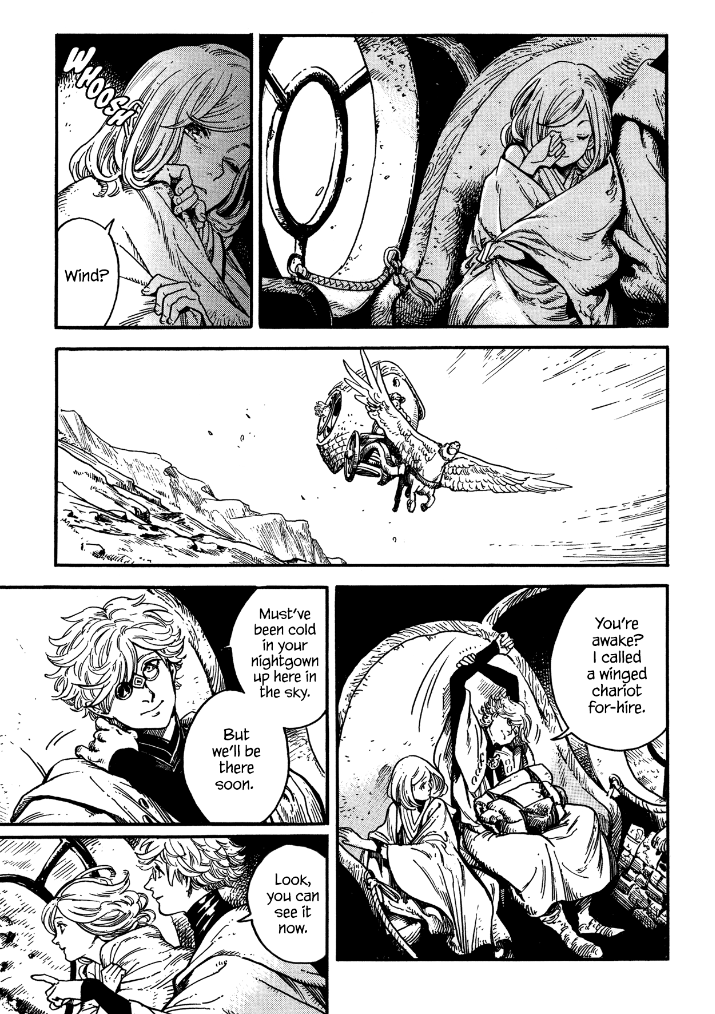 WHOOSH
Wind?
You're
awake?
I called
a winged
chariot
for-hire.
Must've
been cold
in your
nightgown
up here in
the sky.
But
we'll be
there
soon.
Look,
you can
see it
now.